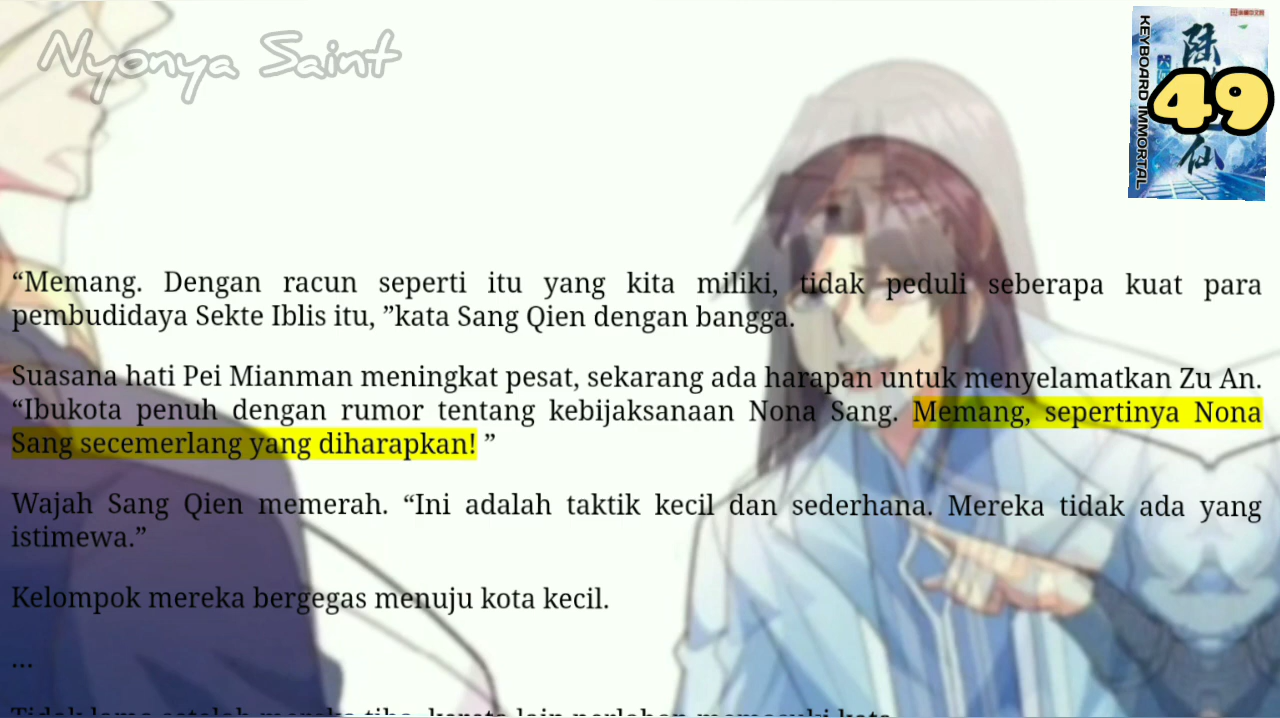 Nyonya Saint
KEYBOARD IMMORTAL
49
“Memang. Dengan racun seperti itu yang kita miliki, tidak peduli seberapa kuat para
pembudidaya Sekte Iblis itu, ”kata Sang Qien dengan bangga.
Suasana hati Pei Mianman meningkat pesat, sekarang ada harapan untuk menyelamatkan Zu An.
“Ibukota penuh dengan rumor tentang kebijaksanaan Nona Sang. Memang, sepertinya Nona
Sang secemerlang yang diharapkan! ”
Wajah Sang Qien memerah. “Ini adalah taktik kecil dan sederhana. Mereka tidak ada yang
istimewa.”
Kelompok mereka bergegas menuju kota kecil.
...